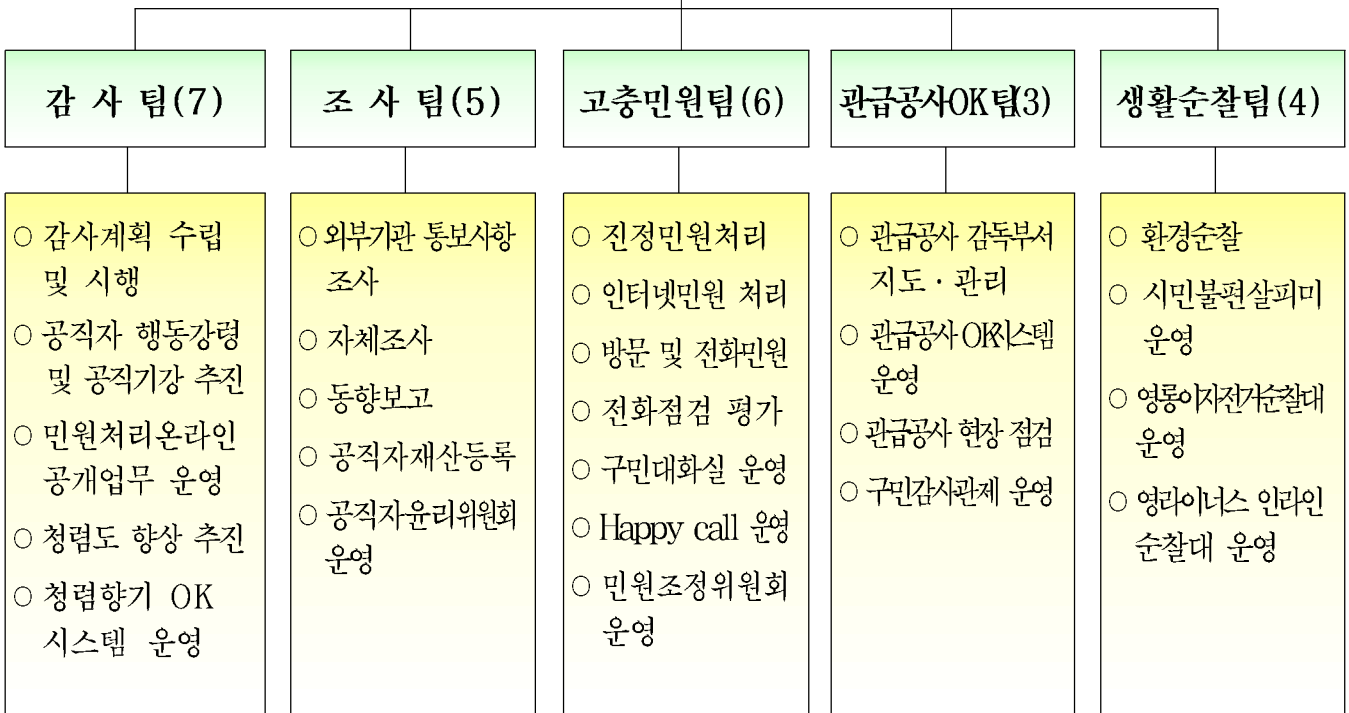 감 사 팀(7)
○ 감사계획 수립
및 시행
○ 공직자 행동강령
및 공직기강 추진
○ 민원처리온라인
공개업무 운영
○ 청렴도 향상 추진
○ 청렴향기 OK
시스템 운영
조 사 팀(5)
○ 외부기관 통보사항
조사
○ 자체조사
○ 동향보고
○ 공직자재산등록
○ 공직자윤리위원회
운영
고충민원팀(6)
○ 진정민원처리
○ 인터넷민원 처리
○ 방문 및 전화민원
○ 전화점검 평가
○ 구민대화실 운영
○ Happy call 운영
○ 민원조정위원회
운영
관급공사OK팀(3)
○ 관급공사 감독부서
지도·관리
○ 관급공사 OK시스템
운영
○ 관급공사 현장 점검
○ 구민감사관제 운영
생활순찰팀(4)
○ 환경순찰
○ 시민불편살피미
운영
○ 영롱이자전거순찰대
운영
○ 영라이너스 인라인
순찰대 운영